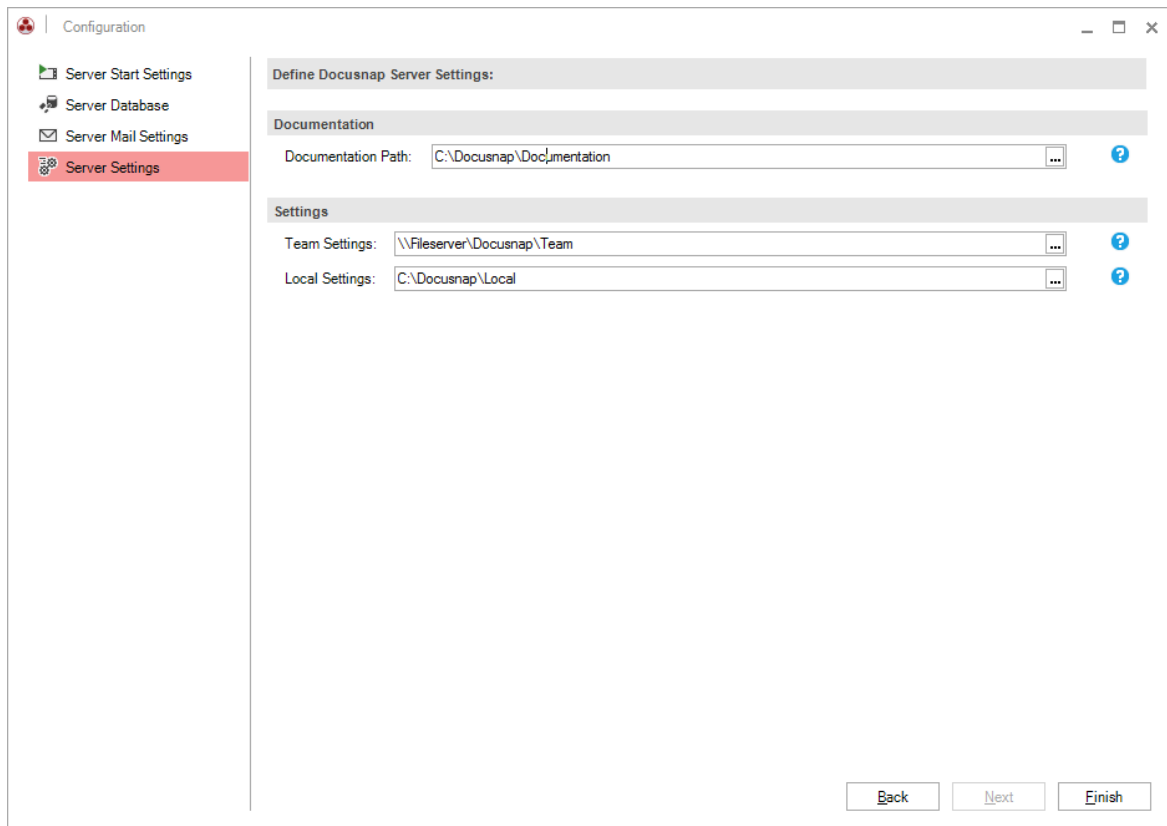 Configuration
Server Start Settings
Server Database
Server Mail Settings
Server Settings
Define Docusnap Server Settings:
Documentation
Documentation Path: C:\Docusnap\Documentation ...
Settings
Team Settings: \\Fileserver\Docusnap\Team ...
Local Settings: C:\Docusnap\Local ...
Back Next Finish